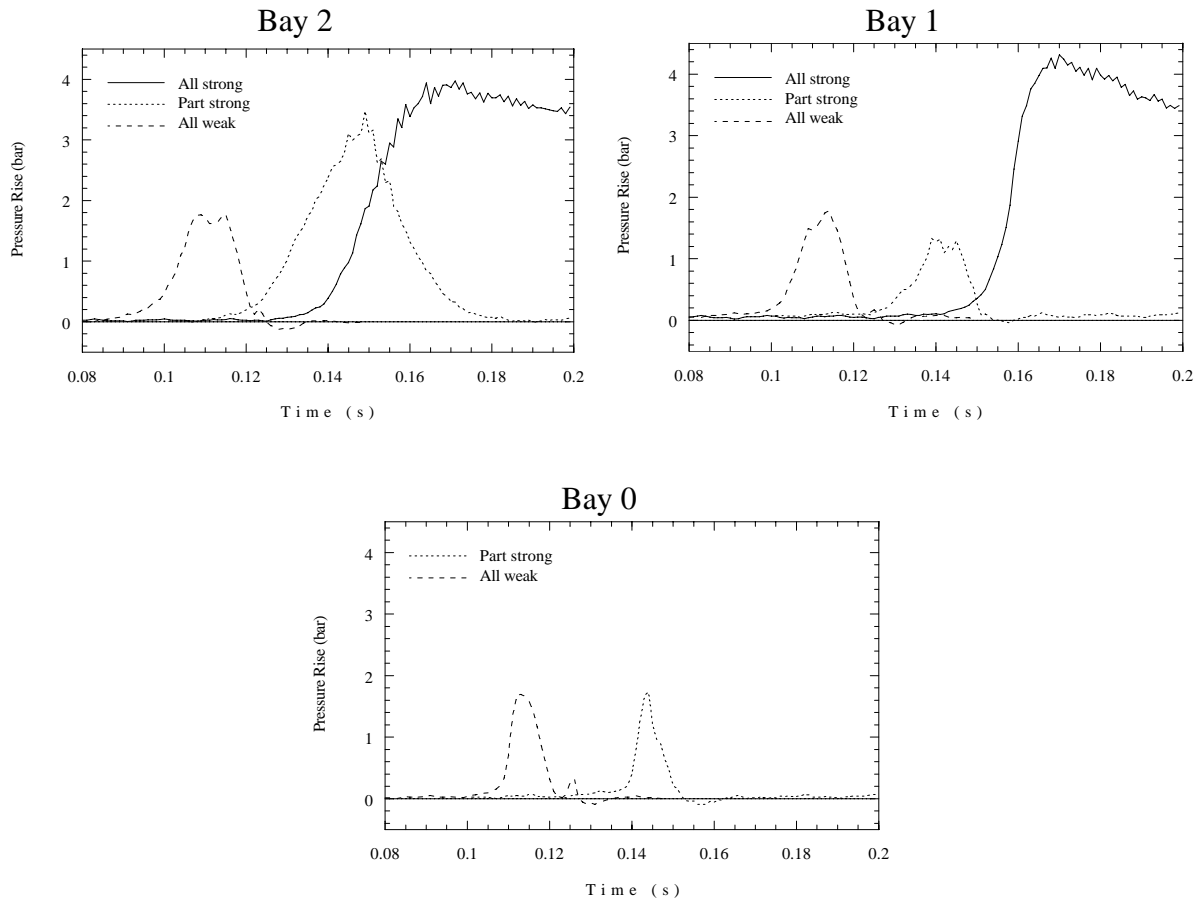 Bay 2
All strong
Part strong
All weak
Pressure Rise (bar)
4
3
2
1
0
0.08 0.1 0.12 0.14 0.16 0.18 0.2
Time (s)
Bay 1
All strong
Part strong
All weak
Pressure Rise (bar)
4
3
2
1
0
0.08 0.1 0.12 0.14 0.16 0.18 0.2
Time (s)
Bay 0
Part strong
All weak
Pressure Rise (bar)
4
3
2
1
0
0.08 0.1 0.12 0.14 0.16 0.18 0.2
Time (s)